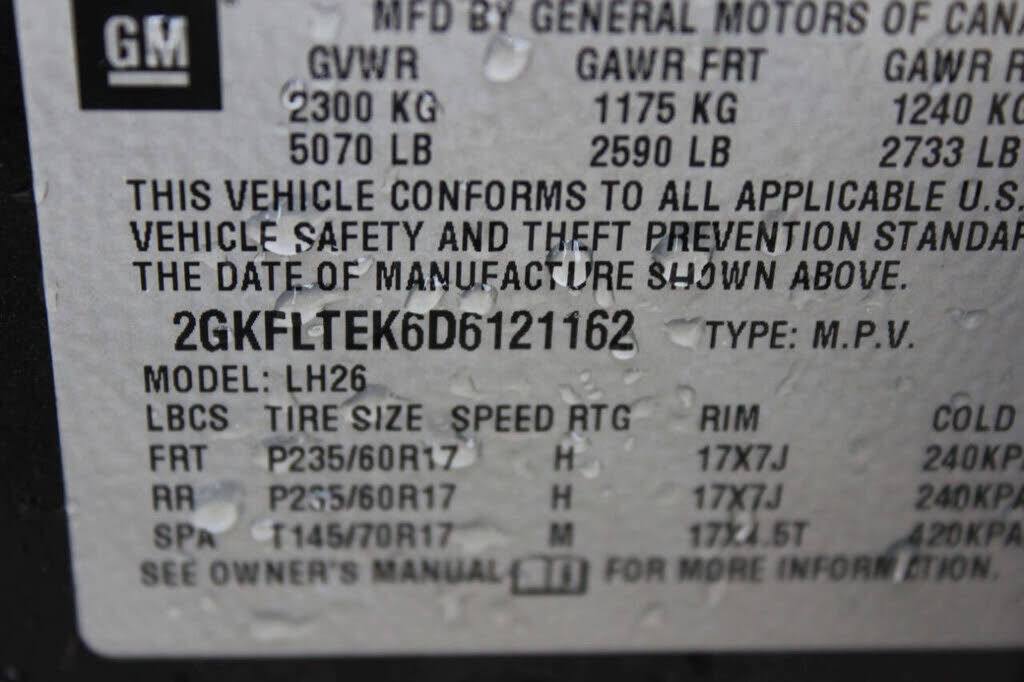 GM
MFD BY GENERAL MOTORS OF CANA
GVWR GAWR FRT GAWR R
2300 KG 1175 KG 1240 KG
5070 LB 2590 LB 2733 LB
THIS VEHICLE CONFORMS TO ALL APPLICABLE U.S.
VEHICLE SAFETY AND THEFT PREVENTION STANDAR
THE DATE OF MANUFACTURE SHOWN ABOVE.
2GKFLTEK6D6121162 TYPE: M.P.V.
MODEL: LH26
LBCS TIRE SIZE SPEED RTG RIM COLD
FRT P235/60R17 H 17X7J 240KPA
RR P235/60R17 H 17X7J 240KPA
SPA T145/70R17 M 17X4.5T 420KPA
SEE OWNER'S MANUAL FOR MORE INFORMATION.